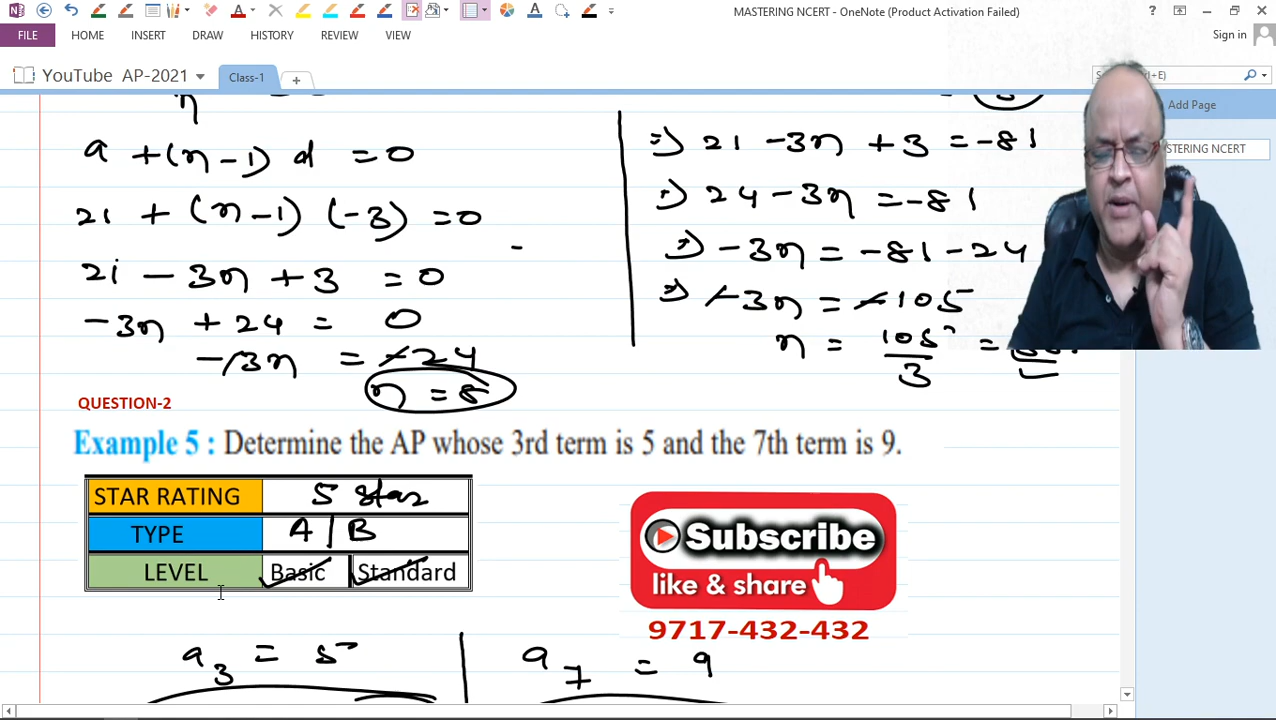 MASTERING NCERT - OneNote (Product Activation Failed)
FILE HOME INSERT DRAW HISTORY REVIEW VIEW
Sign in
YouTube AP-2021
Class-1
Add Page
a + (n-1) d = 0
21 + (n-1) (-3) = 0
21 - 3n + 3 = 0
-3n + 24 = 0
-3n = -24
n = 8
=) 21 - 3n + 3 = -81
=) 24 - 3n = -81
=) -3n = -81 - 24
=) -3n = -105
n = 105/3 =
QUESTION-2
Example 5 : Determine the AP whose 3rd term is 5 and the 7th term is 9.
STAR RATING 5 star
TYPE A | B
LEVEL Basic Standard
Subscribe
like & share
9717-432-432
a3 = 5
a7 = 9